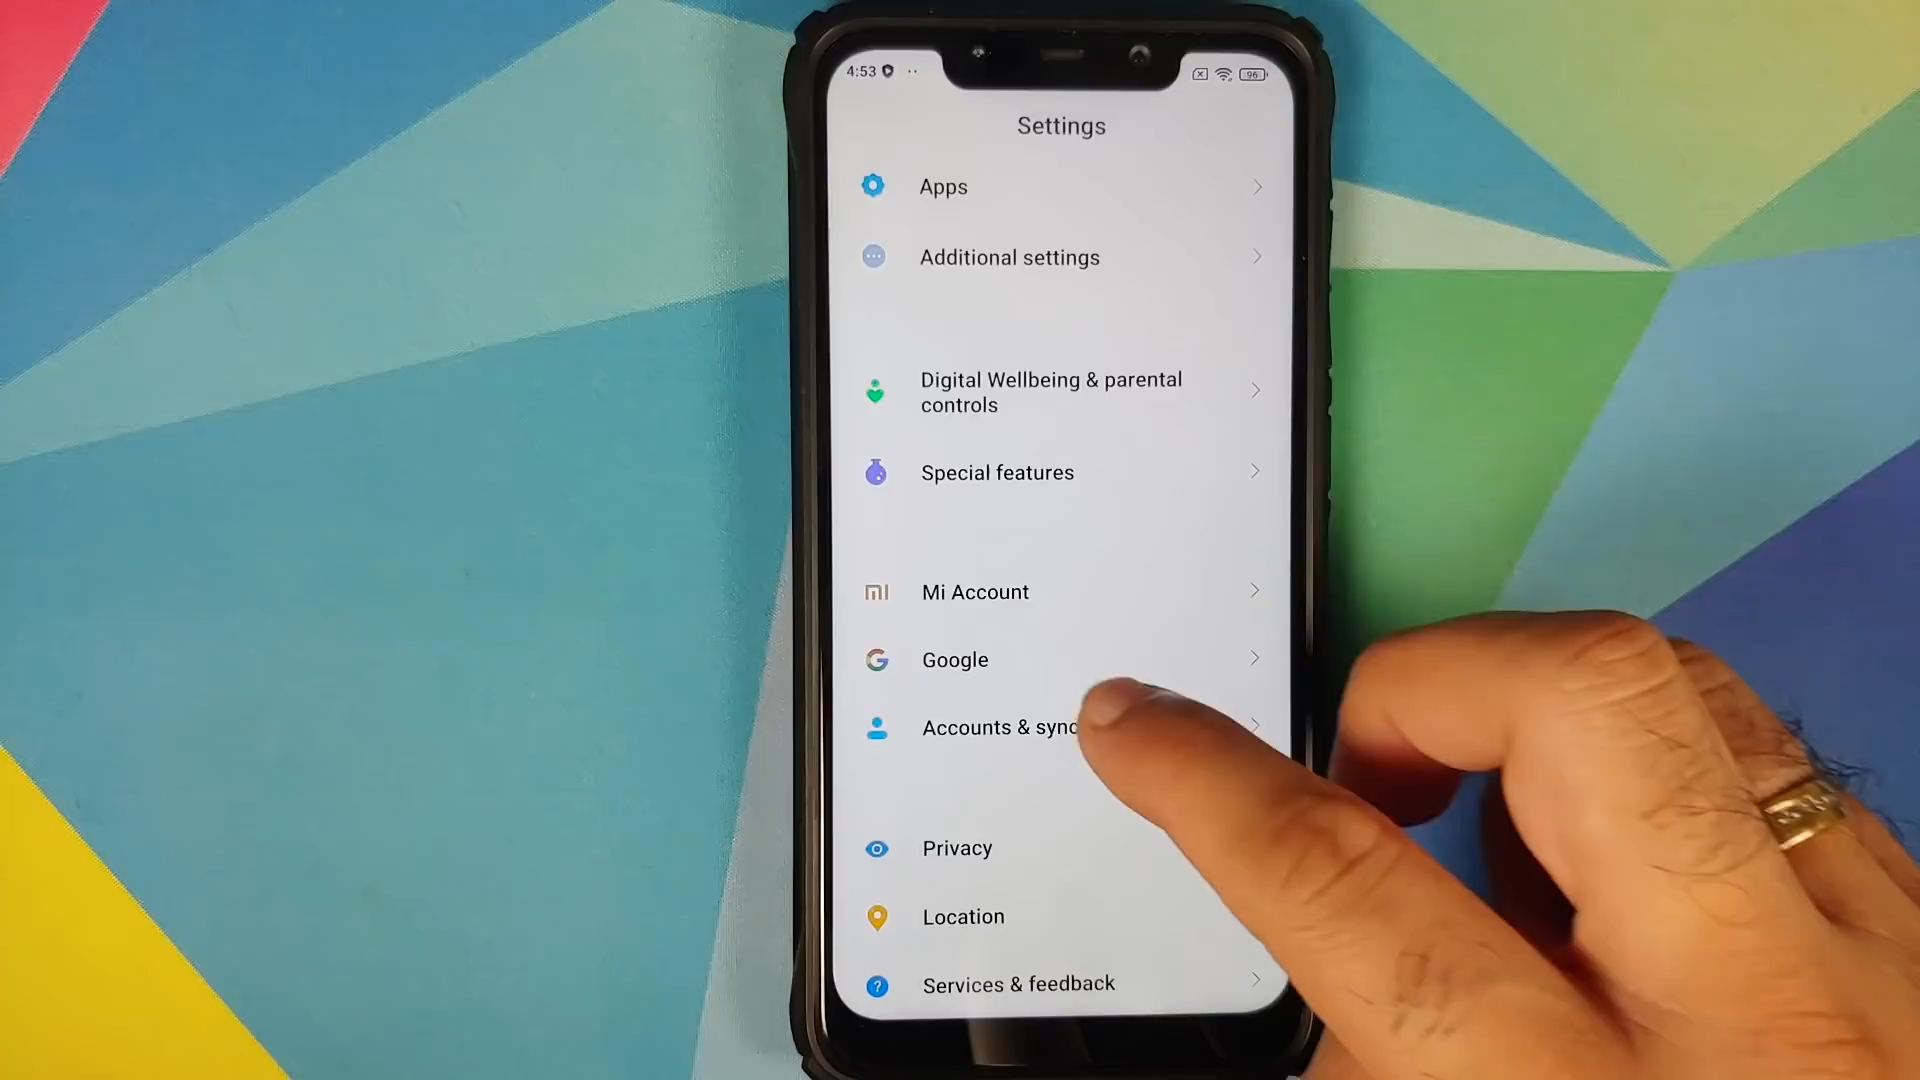 4:53
96
Settings
Apps
Additional settings
Digital Wellbeing & parental
controls
Special features
Mi Account
Google
Accounts & sync
Privacy
Location
Services & feedback